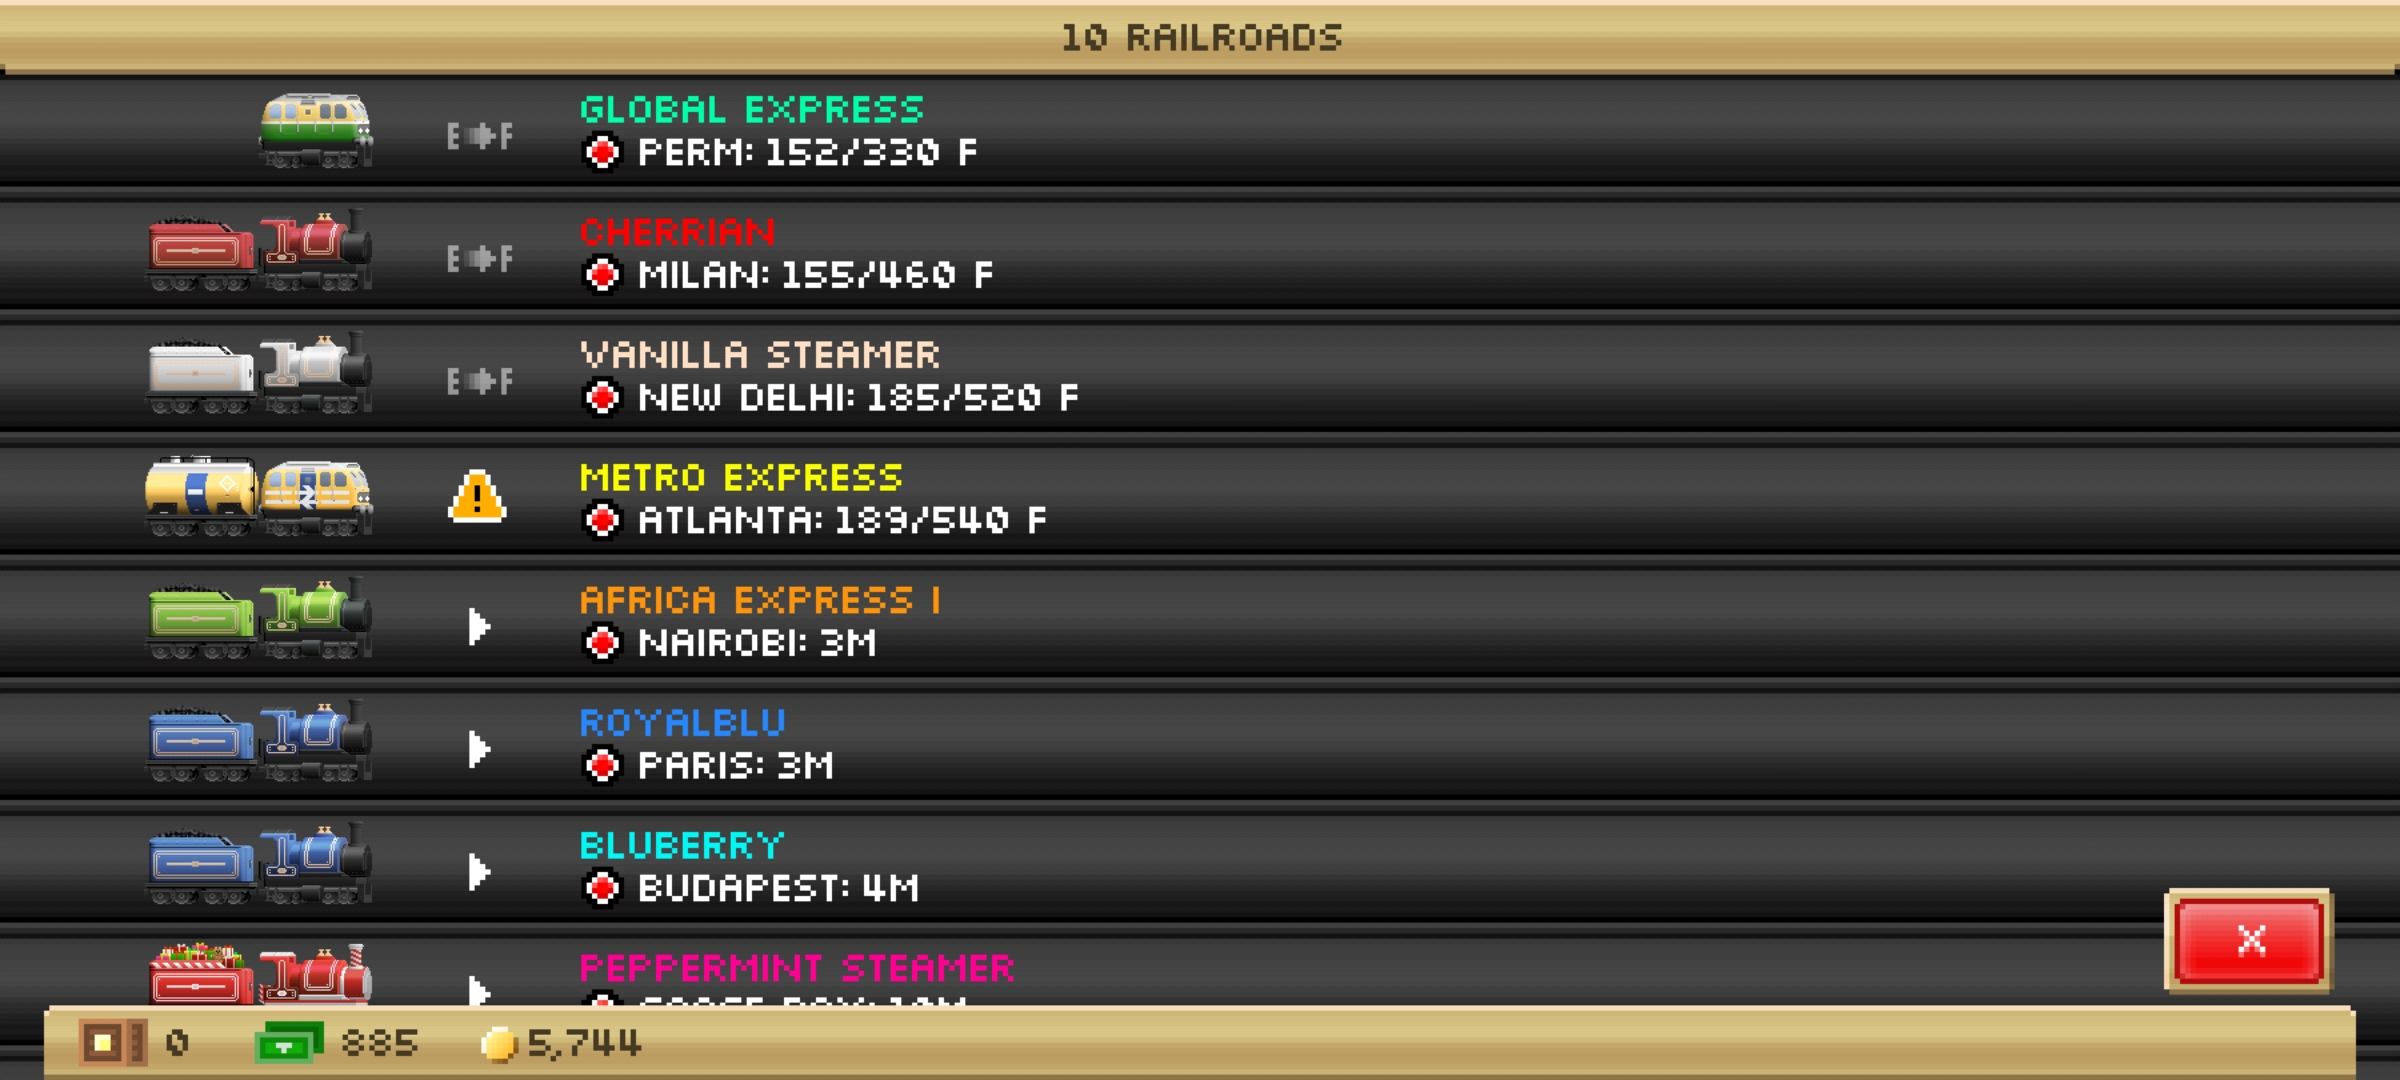 10 RAILROADS
GLOBAL EXPRESS
E F
PERM: 152/330 F
CHERRIAN
E F
MILAN: 155/460 F
VANILLA STEAMER
E F
NEW DELHI: 185/520 F
METRO EXPRESS
!
ATLANTA: 189/540 F
AFRICA EXPRESS I
NAIROBI: 3M
ROYALBLU
PARIS: 3M
BLUBERRY
BUDAPEST: 4M
X
PEPPERMINT STEAMER
0 885 5,744